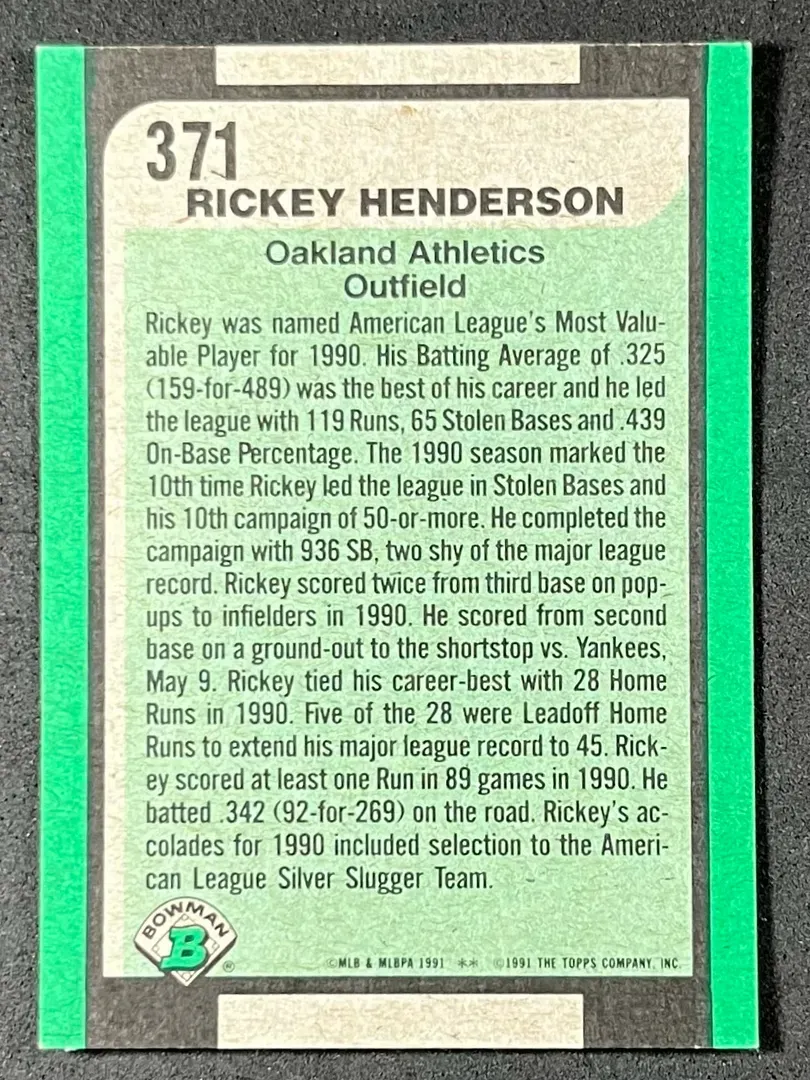 371
RICKEY HENDERSON
Oakland Athletics
Outfield
Rickey was named American League's Most Valu-
able Player for 1990. His Batting Average of .325
(159-for-489) was the best of his career and he led
the league with 119 Runs, 65 Stolen Bases and .439
On-Base Percentage. The 1990 season marked the
10th time Rickey led the league in Stolen Bases and
his 10th campaign of 50-or-more. He completed the
campaign with 936 SB, two shy of the major league
record. Rickey scored twice from third base on pop-
ups to infielders in 1990. He scored from second
base on a ground-out to the shortstop vs. Yankees,
May 9. Rickey tied his career-best with 28 Home
Runs in 1990. Five of the 28 were Leadoff Home
Runs to extend his major league record to 45. Rick-
ey scored at least one Run in 89 games in 1990. He
batted .342 (92-for-269) on the road. Rickey's ac-
colades for 1990 included selection to the Ameri-
can League Silver Slugger Team.
BOWMAN
B ®
©MLB & MLBPA 1991 ** ©1991 THE TOPPS COMPANY, INC.